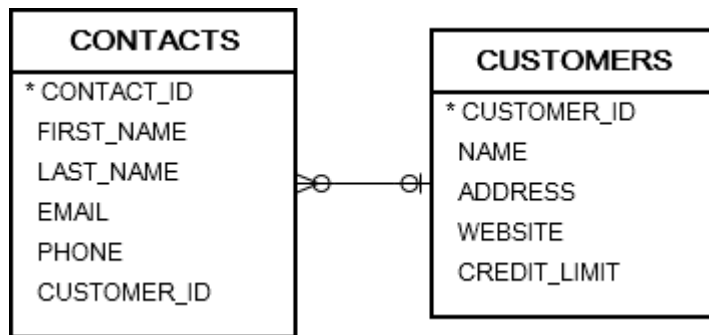 CONTACTS
* CONTACT_ID
FIRST_NAME
LAST_NAME
EMAIL
PHONE
CUSTOMER_ID
CUSTOMERS
* CUSTOMER_ID
NAME
ADDRESS
WEBSITE
CREDIT_LIMIT